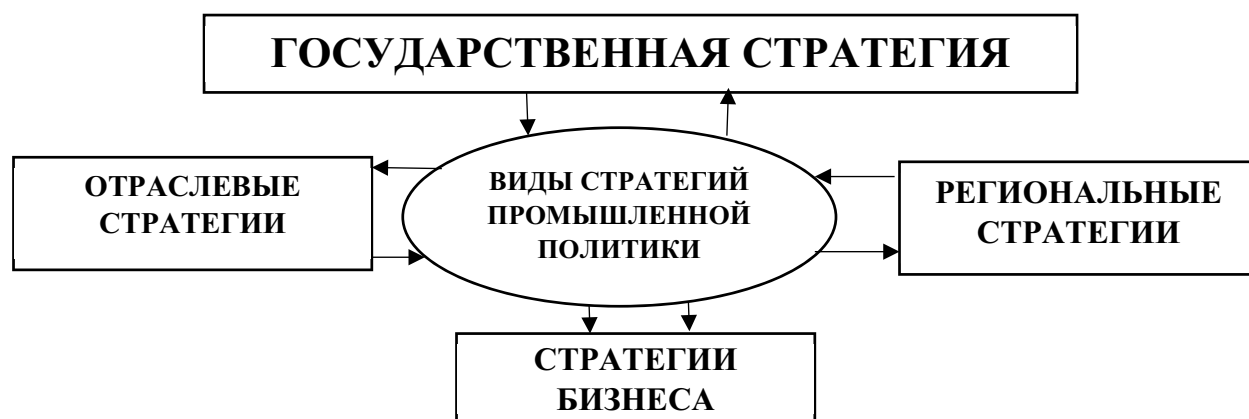 ГОСУДАРСТВЕННАЯ СТРАТЕГИЯ
ОТРАСЛЕВЫЕ
СТРАТЕГИИ
ВИДЫ СТРАТЕГИЙ
ПРОМЫШЛЕННОЙ
ПОЛИТИКИ
РЕГИОНАЛЬНЫЕ
СТРАТЕГИИ
СТРАТЕГИИ
БИЗНЕСА